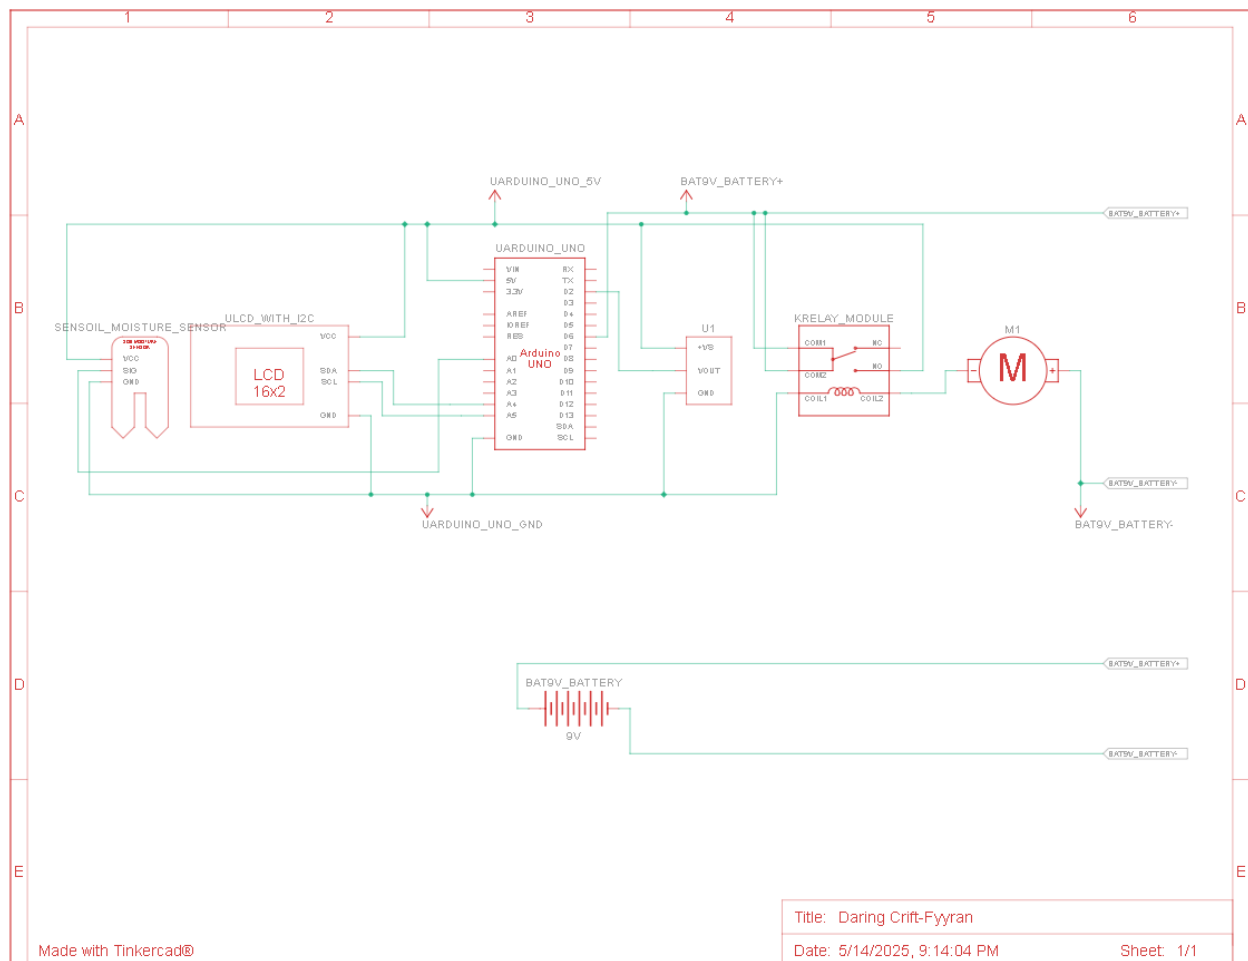 1 2 3 4 5 6
A A
UARDUINO_UNO_5V BAT9V_BATTERY+
BAT9V_BATTERY+
UARDUINO_UNO
VIN RX
5V TX
3.3V D2
D3
B B
AREF D4
IOREF D5
RES D6
D7
A0 D8
A1 D9
A2 D10
A3 D11
A4 D12
A5 D13
SDA
GND SCL
Arduino
UNO
SENSOIL_MOISTURE_SENSOR
SOIL MOISTURE
SENSOR
VCC
SIG
GND
ULCD_WITH_I2C
VCC
SDA
SCL
GND
LCD
16x2
U1
+VS
VOUT
GND
KRELAY_MODULE
COM1 NC
COM2 NO
COIL1 COIL2
M1
- M +
C C
BAT9V_BATTERY-
UARDUINO_UNO_GND BAT9V_BATTERY-
BAT9V_BATTERY+
D D
BAT9V_BATTERY
9V
BAT9V_BATTERY-
E E
Title: Daring Crift-Fyyran
Made with Tinkercad® Date: 5/14/2025, 9:14:04 PM Sheet: 1/1